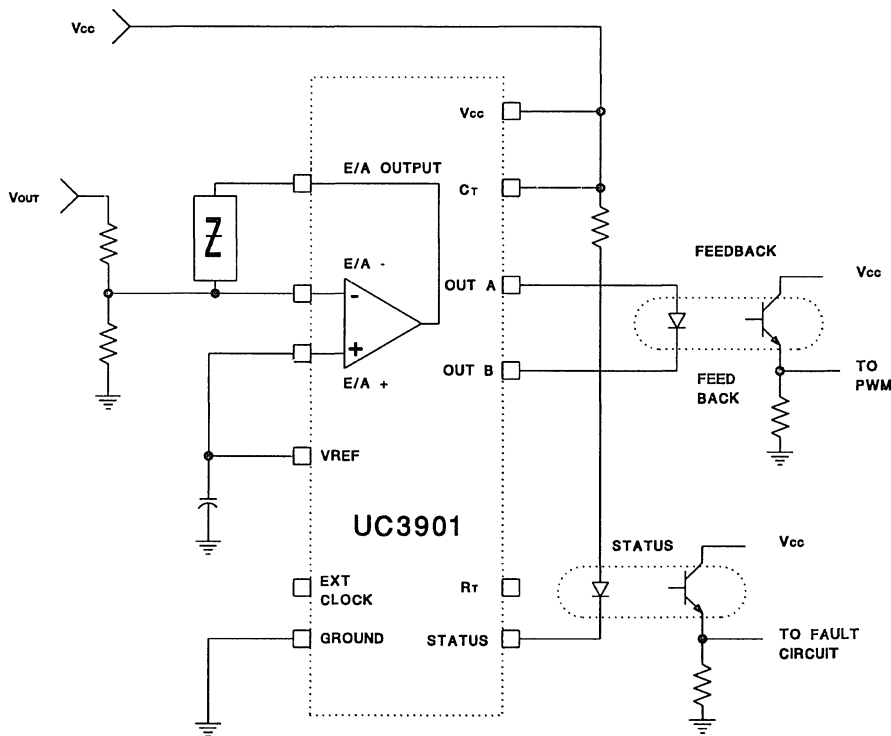 Vcc
Vcc
E/A OUTPUT
CT
VOUT
Z
E/A -
FEEDBACK
Vcc
OUT A
-
+
E/A +
OUT B
FEED
BACK
TO
PWM
VREF
UC3901
STATUS
Vcc
EXT
CLOCK
RT
GROUND
STATUS
TO FAULT
CIRCUIT